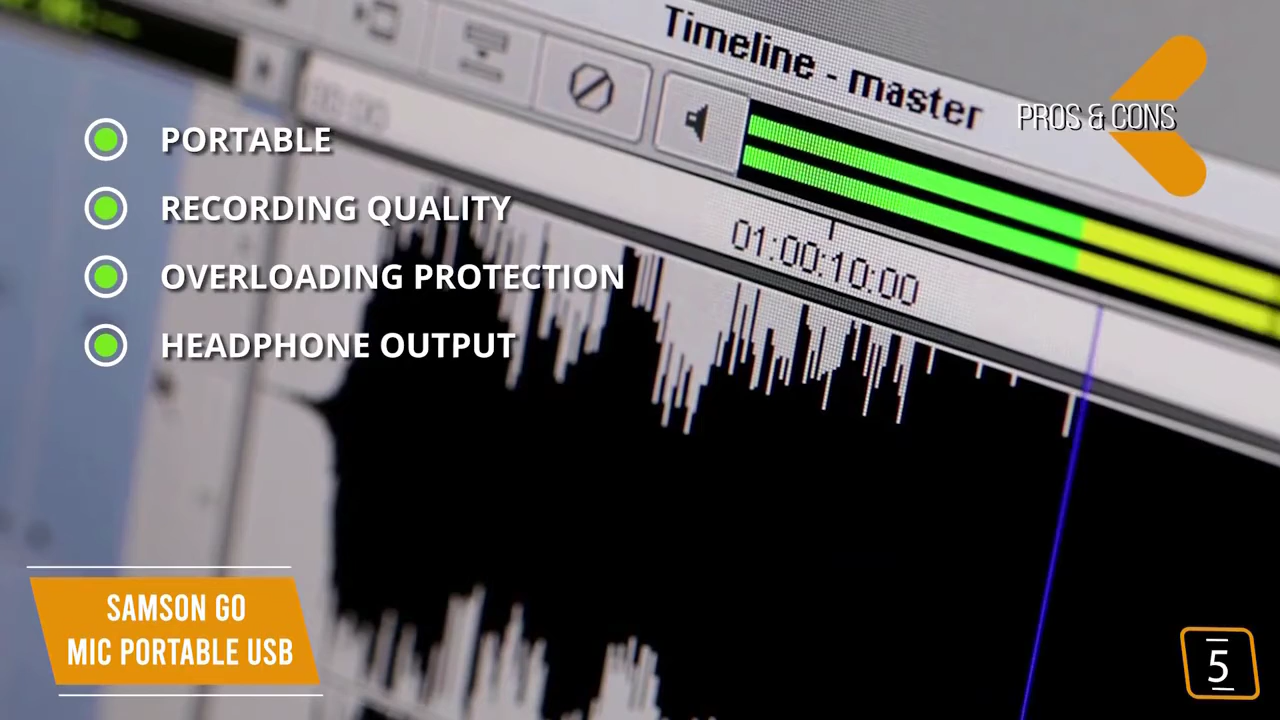 Timeline - master
PROS & CONS
PORTABLE
RECORDING QUALITY
OVERLOADING PROTECTION
HEADPHONE OUTPUT
01:00:10:00
SAMSON GO
MIC PORTABLE USB
5